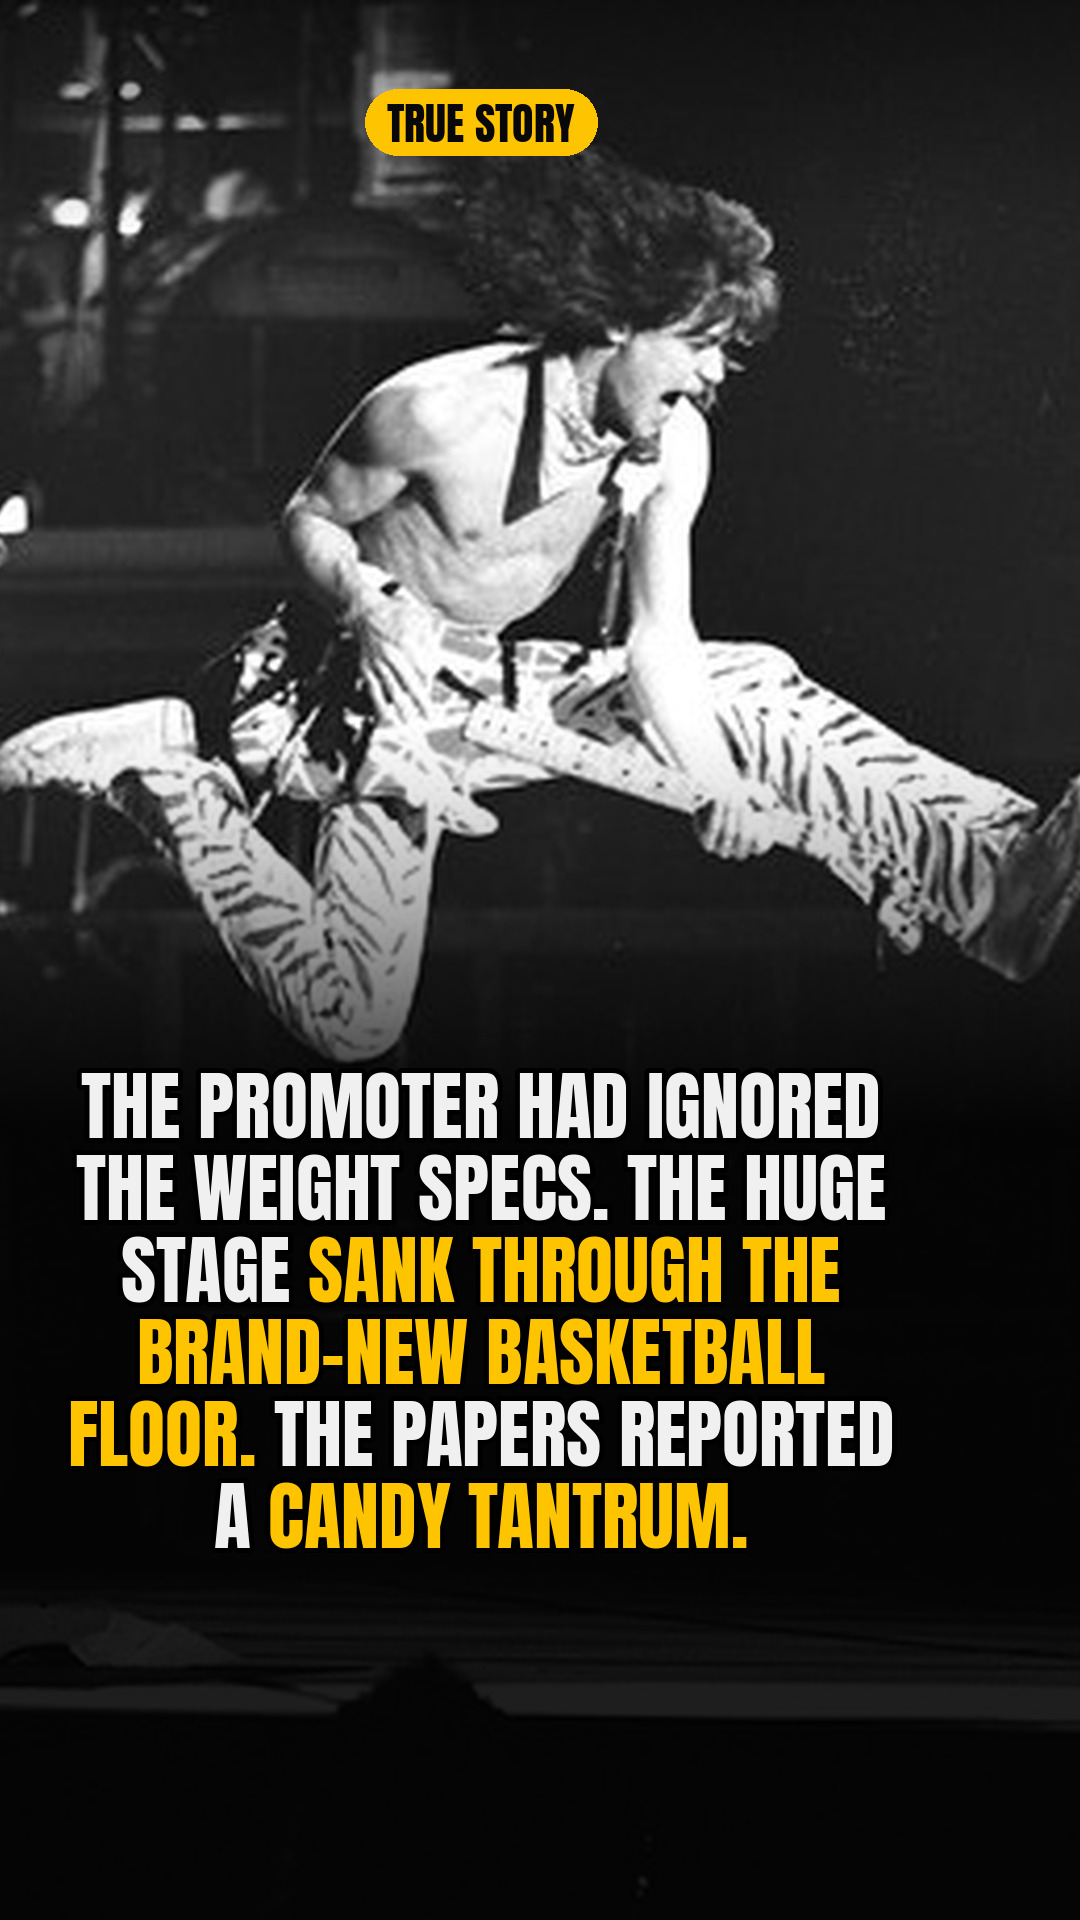 TRUE STORY
THE PROMOTER HAD IGNORED
THE WEIGHT SPECS. THE HUGE
STAGE SANK THROUGH THE
BRAND-NEW BASKETBALL
FLOOR. THE PAPERS REPORTED
A CANDY TANTRUM.